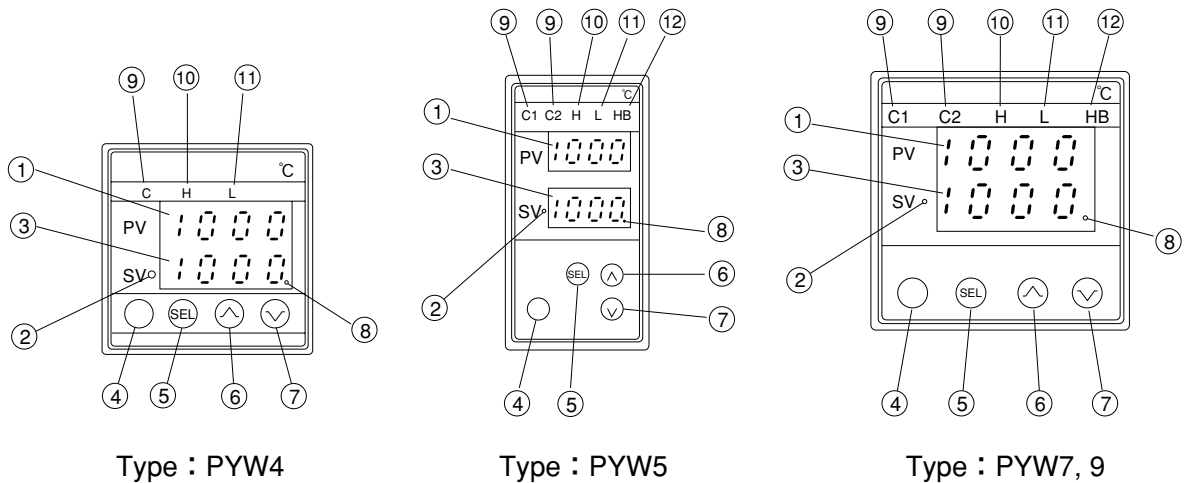 ⑨ ⑩ ⑪
℃
C H L
① PV 1000
③ SV 1000
② ⑧
SEL
④ ⑤ ⑥ ⑦
Type：PYW4
⑨ ⑨ ⑩ ⑪ ⑫
℃
C1 C2 H L HB
① PV 1000
③ SV 1000.
⑧
② SEL ⑥
⑦
④ ⑤
Type：PYW5
⑨ ⑨ ⑩ ⑪ ⑫
℃
C1 C2 H L HB
① PV 1000
③ SV 1000
② ⑧
SEL
④ ⑤ ⑥ ⑦
Type：PYW7, 9